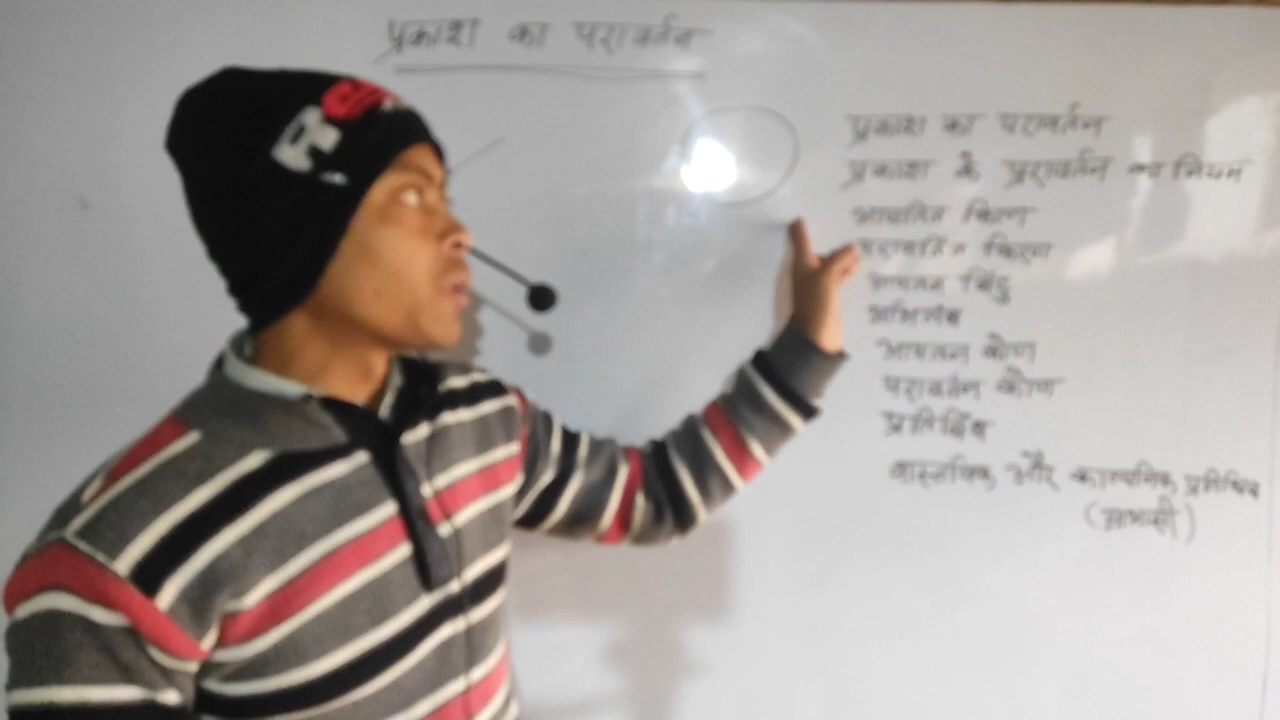 प्रकाश का परावर्तन
प्रकाश का परावर्तन
प्रकाश के परावर्तन का नियम
आपतित किरण
परावर्तित किरण
आपतन बिंदु
अभिलंब
आपतन कोण
परावर्तन कोण
प्रतिबिंब
वास्तविक और काल्पनिक प्रतिबिंब
(आभासी)